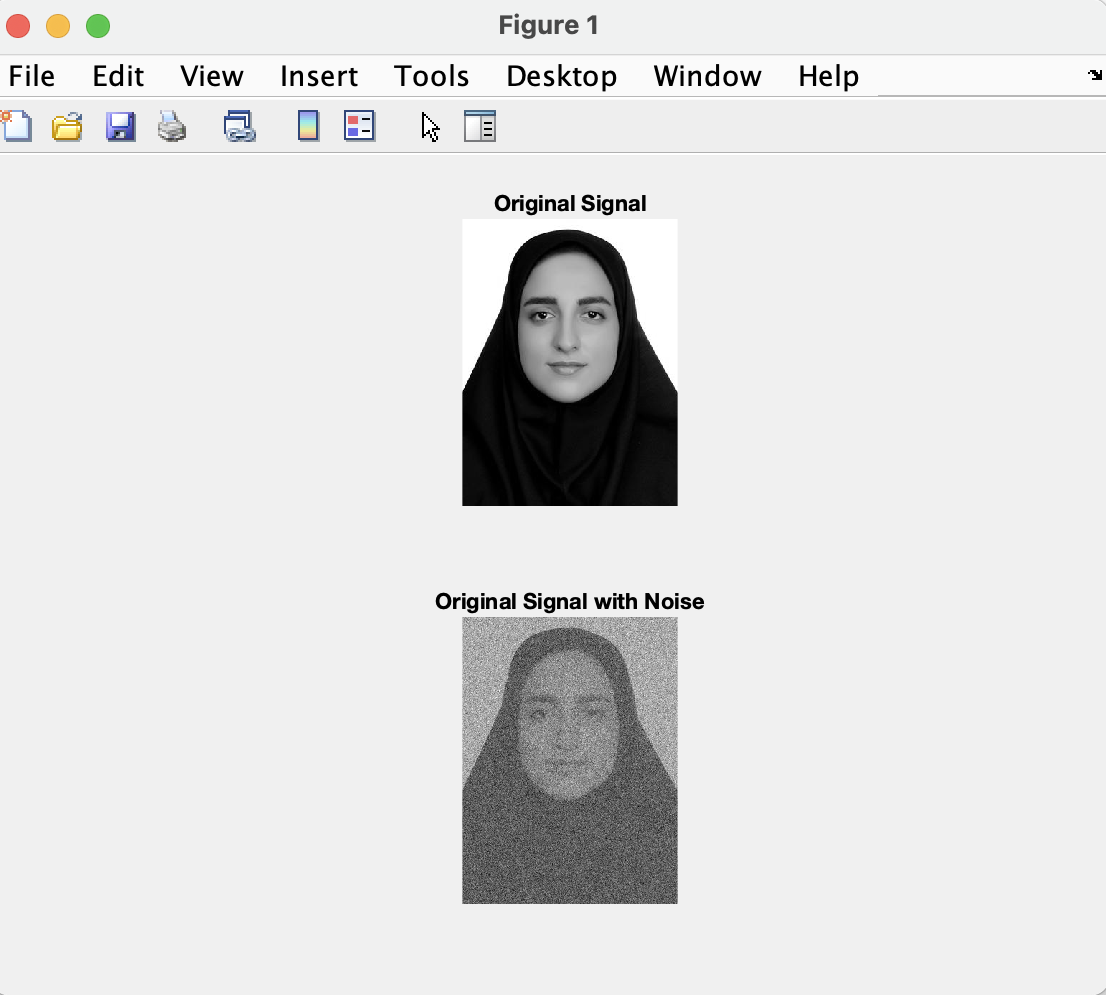 Figure 1
File Edit View Insert Tools Desktop Window Help
Original Signal
Original Signal with Noise